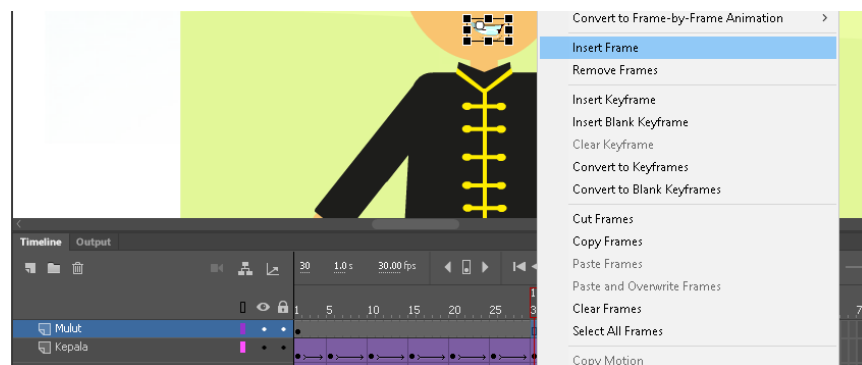 Convert to Frame-by-Frame Animation
Insert Frame
Remove Frames
Insert Keyframe
Insert Blank Keyframe
Clear Keyframe
Convert to Keyframes
Convert to Blank Keyframes
Cut Frames
Copy Frames
Paste Frames
Paste and Overwrite Frames
Clear Frames
Select All Frames
Copy Motion
Timeline Output
30 1.0 s 30.00 fps
1 5 10 15 20 25
Mulut
Kepala